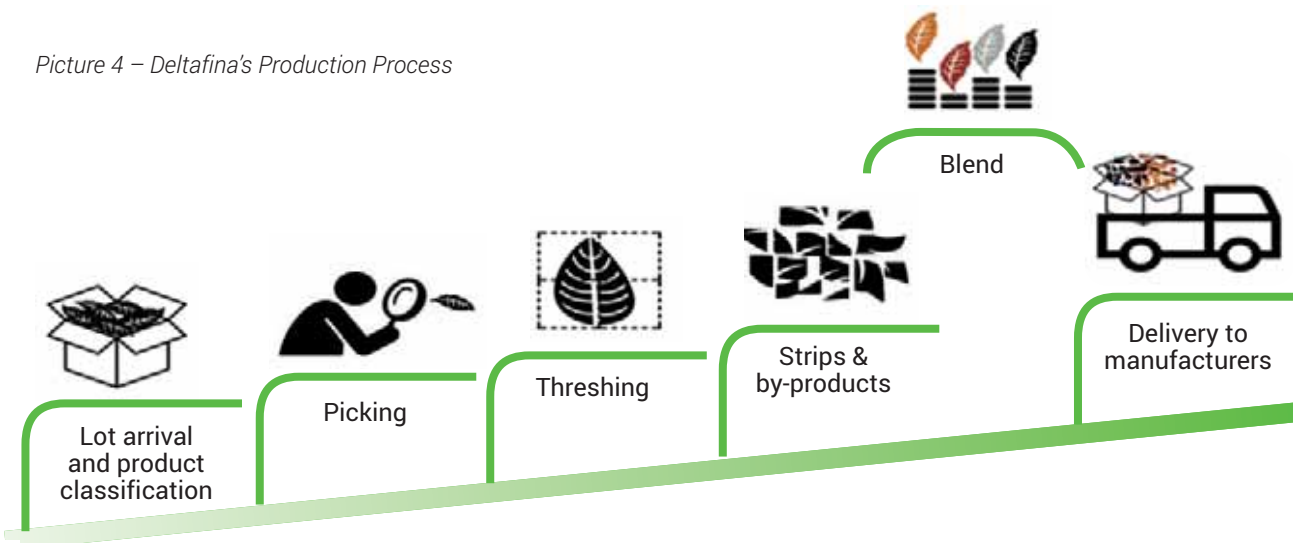 Picture 4 – Deltafina's Production Process
Lot arrival
and product
classification
Picking
Threshing
Strips &
by-products
Blend
Delivery to
manufacturers